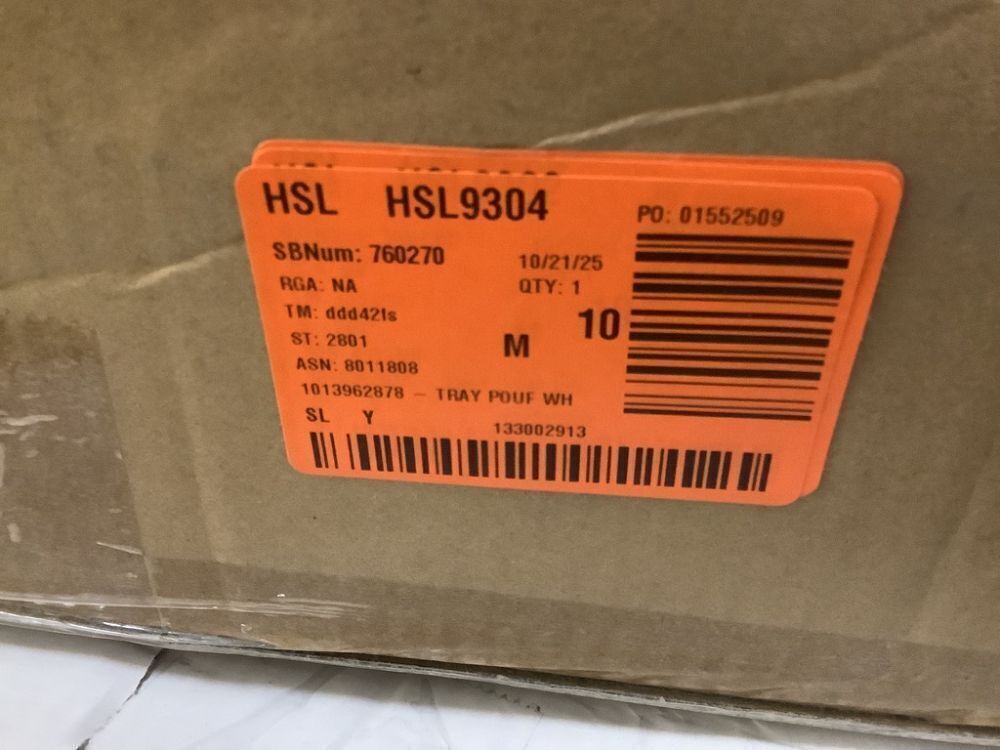 HSL HSL9304
PO: 01552509
SBNum: 760270
10/21/25
RGA: NA
QTY: 1
TM: ddd42ls
10
ST: 2801
M
ASN: 8011808
1013962878 – TRAY POUF WH
SL Y
133002913